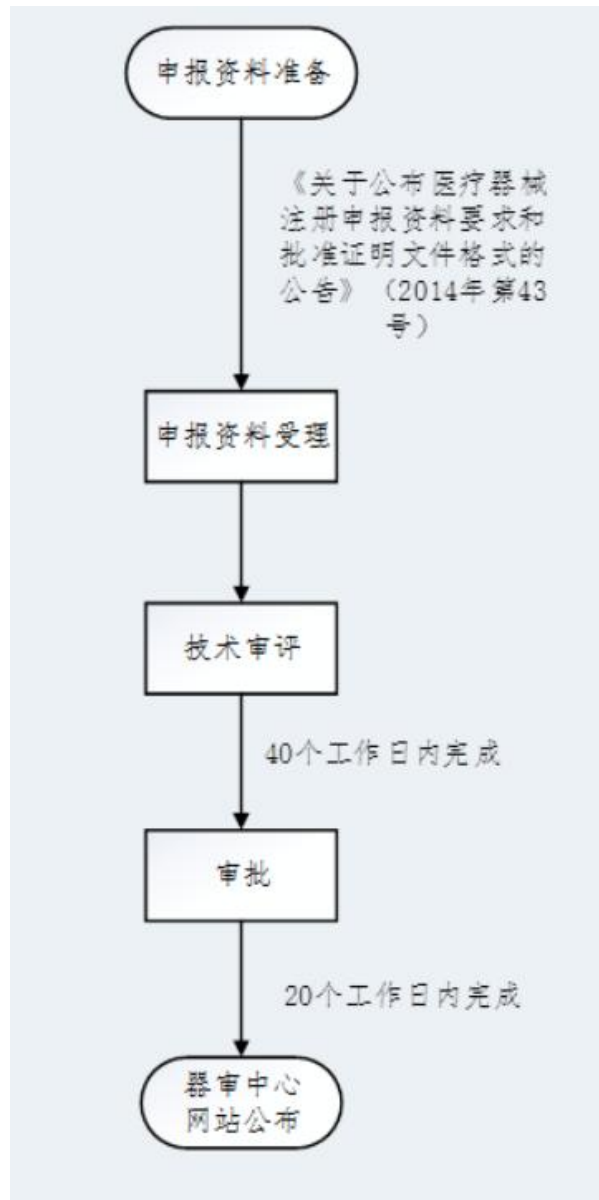 申报资料准备
《关于公布医疗器械
注册申报资料要求和
批准证明文件格式的
公告》（2014年第43
号）
申报资料受理
技术审评
40个工作日内完成
审批
20个工作日内完成
器审中心
网站公布